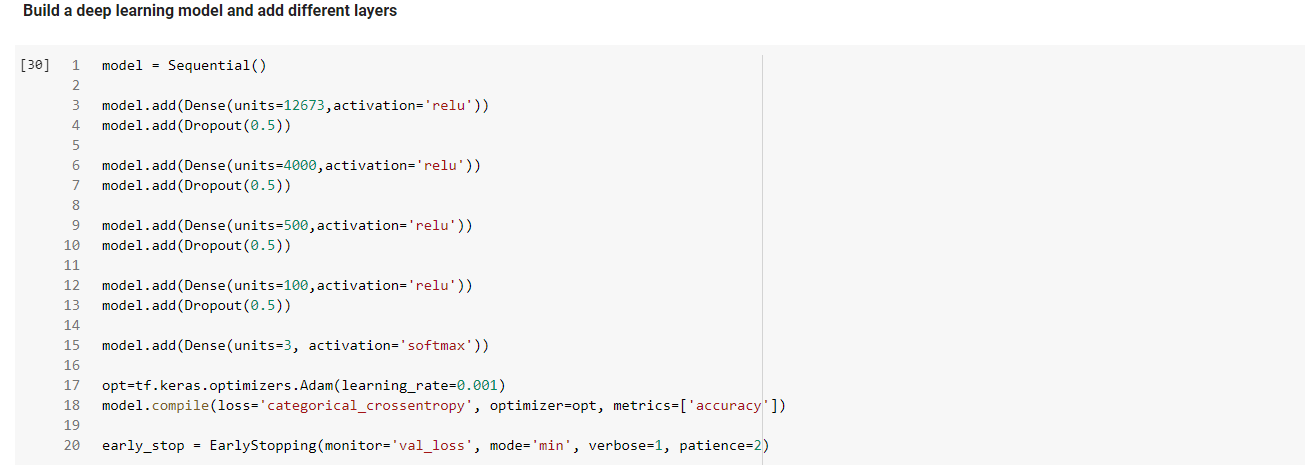 Build a deep learning model and add different layers
[30] 1 model = Sequential()
2
3 model.add(Dense(units=12673,activation='relu'))
4 model.add(Dropout(0.5))
5
6 model.add(Dense(units=4000,activation='relu'))
7 model.add(Dropout(0.5))
8
9 model.add(Dense(units=500,activation='relu'))
10 model.add(Dropout(0.5))
11
12 model.add(Dense(units=100,activation='relu'))
13 model.add(Dropout(0.5))
14
15 model.add(Dense(units=3, activation='softmax'))
16
17 opt=tf.keras.optimizers.Adam(learning_rate=0.001)
18 model.compile(loss='categorical_crossentropy', optimizer=opt, metrics=['accuracy'])
19
20 early_stop = EarlyStopping(monitor='val_loss', mode='min', verbose=1, patience=2)